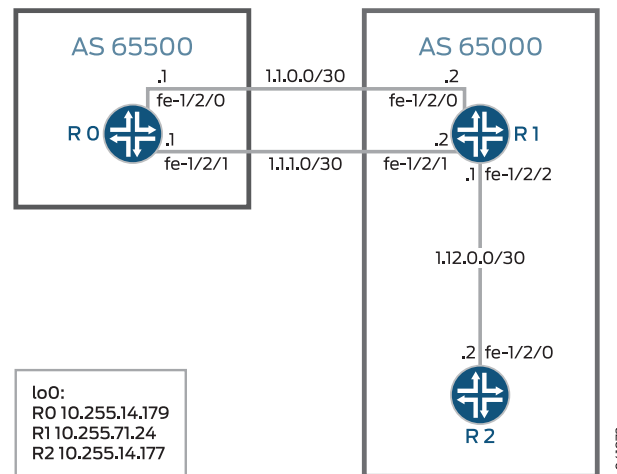 AS 65500
AS 65000
.1
1.1.0.0/30
.2
fe-1/2/0
fe-1/2/0
R 0
R1
.1
.2
fe-1/2/1
1.1.1.0/30
fe-1/2/1
.1 fe-1/2/2
1.12.0.0/30
.2 fe-1/2/0
R 2
lo0:
R0 10.255.14.179
R1 10.255.71.24
R2 10.255.14.177